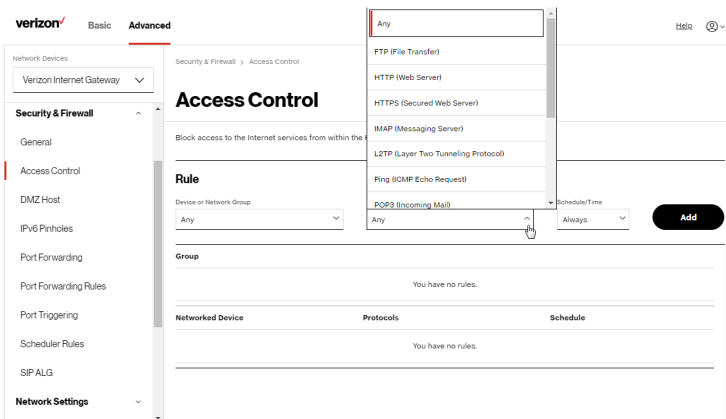 verizon
Basic
Advanced
Help
Network Devices
Verizon Internet Gateway
Security & Firewall
General
Access Control
DMZ Host
IPv6 Pinholes
Port Forwarding
Port Forwarding Rules
Port Triggering
Scheduler Rules
SIP ALG
Network Settings
Security & Firewall > Access Control
Access Control
Block access to the Internet services from within the
Rule
Device or Network Group
Any
Any
FTP (File Transfer)
HTTP (Web Server)
HTTPS (Secured Web Server)
IMAP (Messaging Server)
L2TP (Layer Two Tunneling Protocol)
Ping (ICMP Echo Request)
POP3 (Incoming Mail)
Any
Schedule/Time
Always
Add
Group
You have no rules.
Networked Device Protocols Schedule
You have no rules.